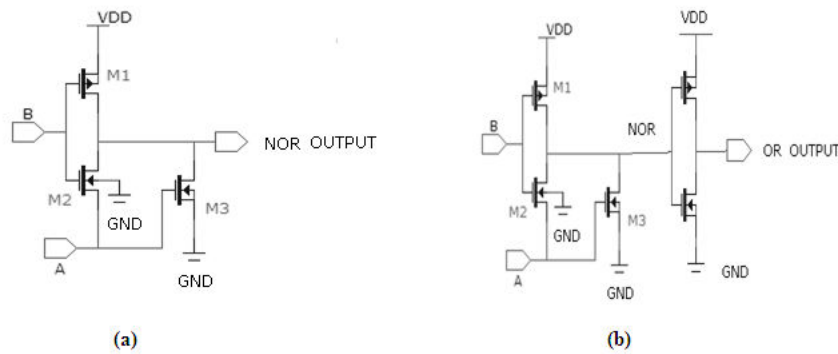 VDD
M1
B
NOR OUTPUT
M2
GND
M3
A
GND
(a)
VDD
VDD
M1
B
NOR
OR OUTPUT
M2
GND
M3
A
GND
GND
(b)